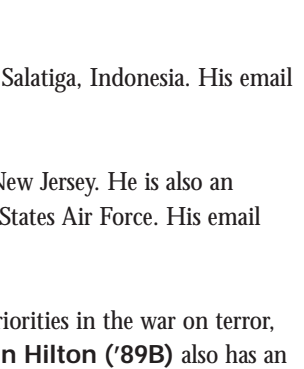 Salatiga, Indonesia. His email
New Jersey. He is also an
States Air Force. His email
riorities in the war on terror,
n Hilton ('89B) also has an